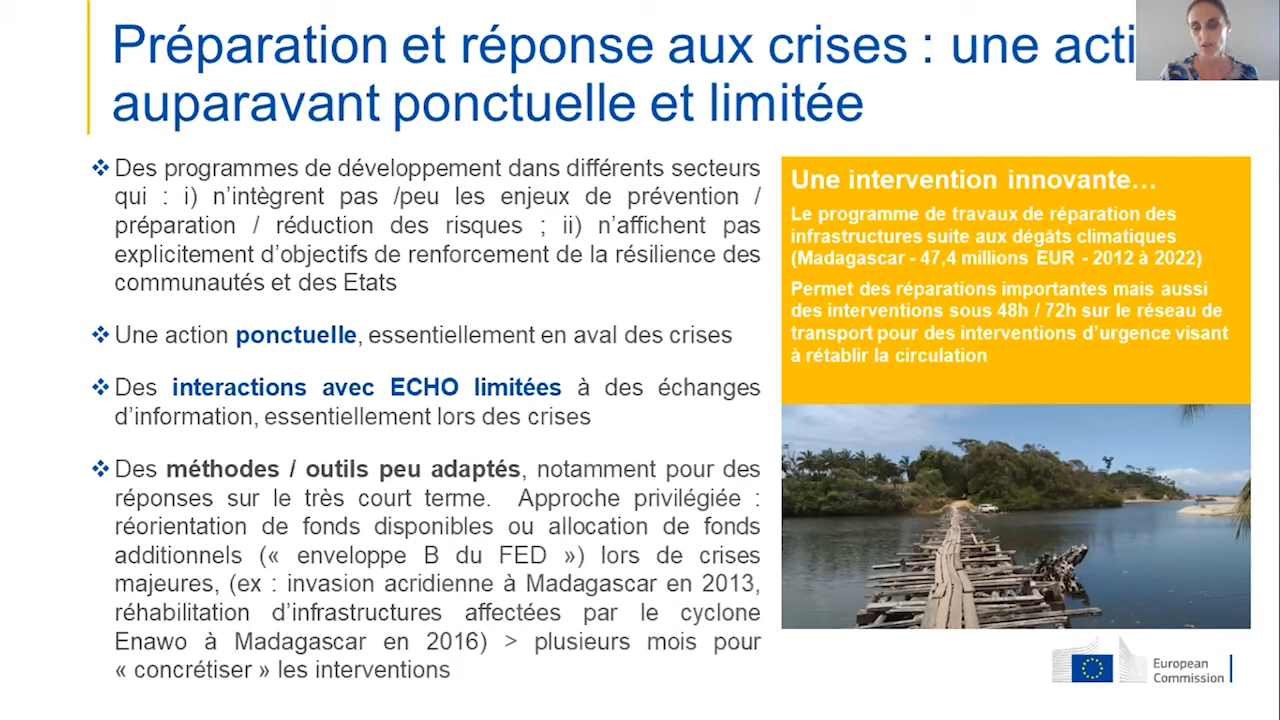 Préparation et réponse aux crises : une acti
auparavant ponctuelle et limitée
❖ Des programmes de développement dans différents secteurs
qui : i) n’intègrent pas /peu les enjeux de prévention /
préparation / réduction des risques ; ii) n’affichent pas
explicitement d’objectifs de renforcement de la résilience des
communautés et des Etats
❖ Une action ponctuelle, essentiellement en aval des crises
❖ Des interactions avec ECHO limitées à des échanges
d’information, essentiellement lors des crises
❖ Des méthodes / outils peu adaptés, notamment pour des
réponses sur le très court terme. Approche privilégiée :
réorientation de fonds disponibles ou allocation de fonds
additionnels (« enveloppe B du FED ») lors de crises
majeures, (ex : invasion acridienne à Madagascar en 2013,
réhabilitation d’infrastructures affectées par le cyclone
Enawo à Madagascar en 2016) > plusieurs mois pour
« concrétiser » les interventions
Une intervention innovante…
Le programme de travaux de réparation des
infrastructures suite aux dégâts climatiques
(Madagascar - 47,4 millions EUR - 2012 à 2022)
Permet des réparations importantes mais aussi
des interventions sous 48h / 72h sur le réseau de
transport pour des interventions d’urgence visant
à rétablir la circulation
European
Commission